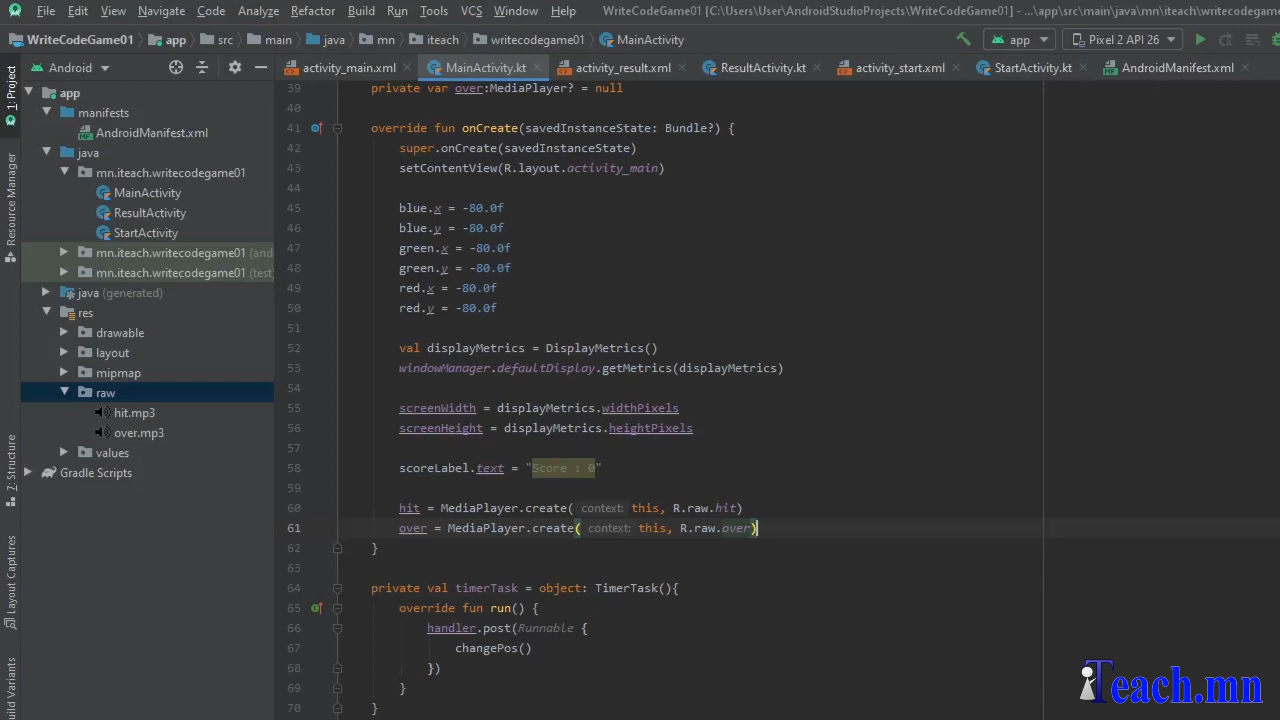 File Edit View Navigate Code Analyze Refactor Build Run Tools VCS Window Help WriteCodeGame01 [C:\Users\User\AndroidStudioProjects\WriteCodeGame01] - ...\app\src\main\java\mn\iteach\writecodegame
WriteCodeGame01 app src main java mn iteach writecodegame01 MainActivity app Pixel 2 API 26
Android activity_main.xml MainActivity.kt activity_result.xml ResultActivity.kt activity_start.xml StartActivity.kt AndroidManifest.xml
1: Project
Resource Manager
7: Structure
Layout Captures
Build Variants
app
manifests
AndroidManifest.xml
java
mn.iteach.writecodegame01
MainActivity
ResultActivity
StartActivity
mn.iteach.writecodegame01 (and
mn.iteach.writecodegame01 (test)
java (generated)
res
drawable
layout
mipmap
raw
hit.mp3
over.mp3
values
Gradle Scripts
39 private var over:MediaPlayer? = null
40
41 override fun onCreate(savedInstanceState: Bundle?) {
42 super.onCreate(savedInstanceState)
43 setContentView(R.layout.activity_main)
44
45 blue.x = -80.0f
46 blue.y = -80.0f
47 green.x = -80.0f
48 green.y = -80.0f
49 red.x = -80.0f
50 red.y = -80.0f
51
52 val displayMetrics = DisplayMetrics()
53 windowManager.defaultDisplay.getMetrics(displayMetrics)
54
55 screenWidth = displayMetrics.widthPixels
56 screenHeight = displayMetrics.heightPixels
57
58 scoreLabel.text = "Score : 0"
59
60 hit = MediaPlayer.create( context: this, R.raw.hit)
61 over = MediaPlayer.create( context: this, R.raw.over)
62 }
63
64 private val timerTask = object: TimerTask(){
65 override fun run() {
66 handler.post(Runnable {
67 changePos()
68 })
69 }
70 }
iTeach.mn